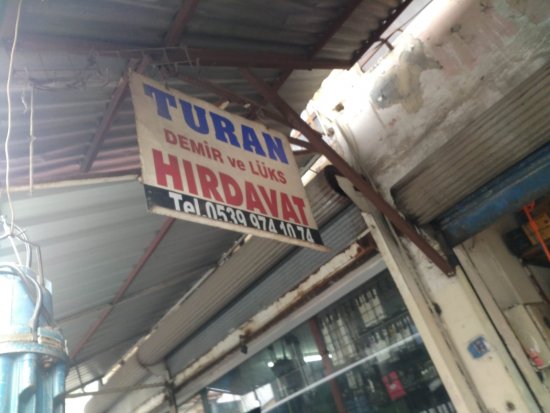 TURAN
DEMİR ve LÜKS
HIRDAVAT
Tel.0539 974 10 74